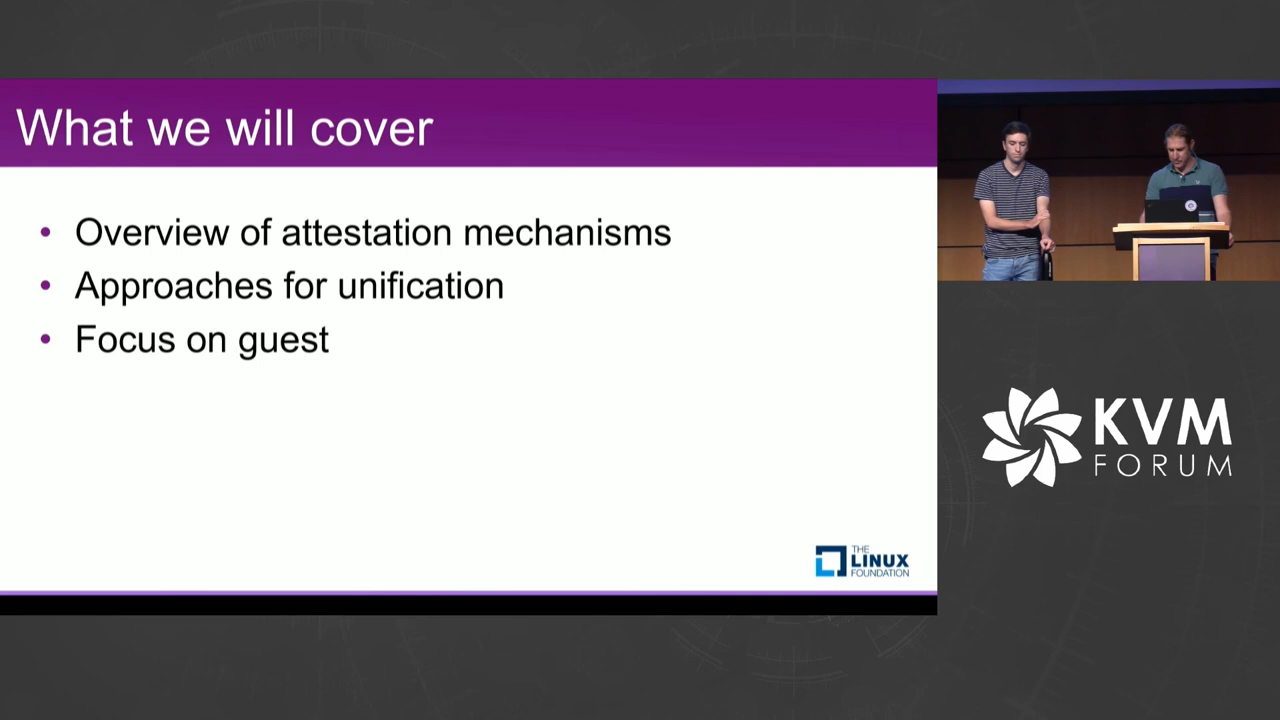 What we will cover
• Overview of attestation mechanisms
• Approaches for unification
• Focus on guest
THE
LINUX
FOUNDATION
KVM
FORUM